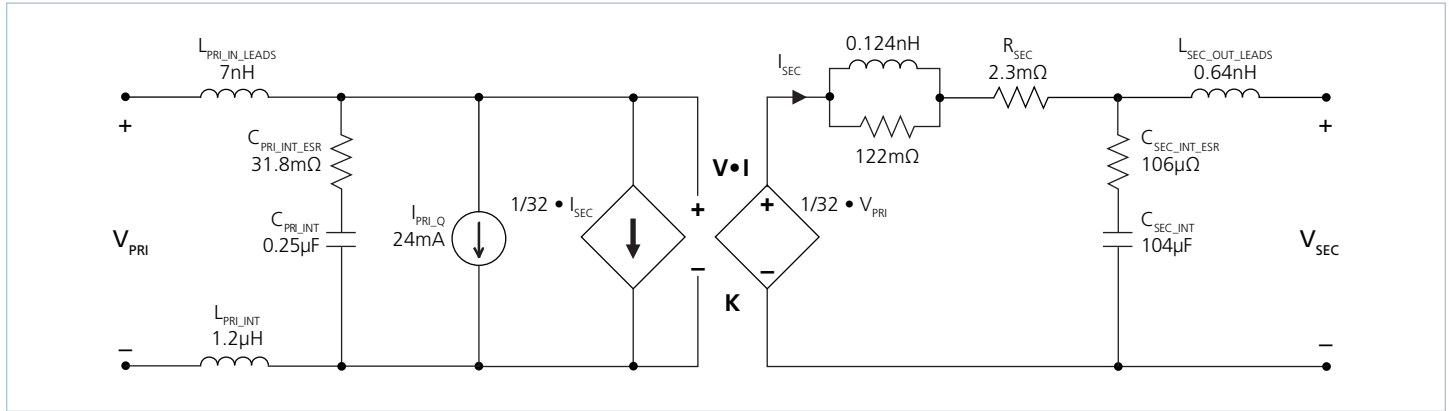 L_PRI_IN_LEADS
7nH
+
C_PRI_INT_ESR
31.8mΩ
C_PRI_INT
0.25µF
V_PRI
L_PRI_INT
1.2µH
–
I_PRI_Q
24mA
1/32 • I_SEC
+
–
V•I
K
+
–
1/32 • V_PRI
I_SEC
0.124nH
122mΩ
R_SEC
2.3mΩ
L_SEC_OUT_LEADS
0.64nH
+
C_SEC_INT_ESR
106µΩ
C_SEC_INT
104µF
V_SEC
–